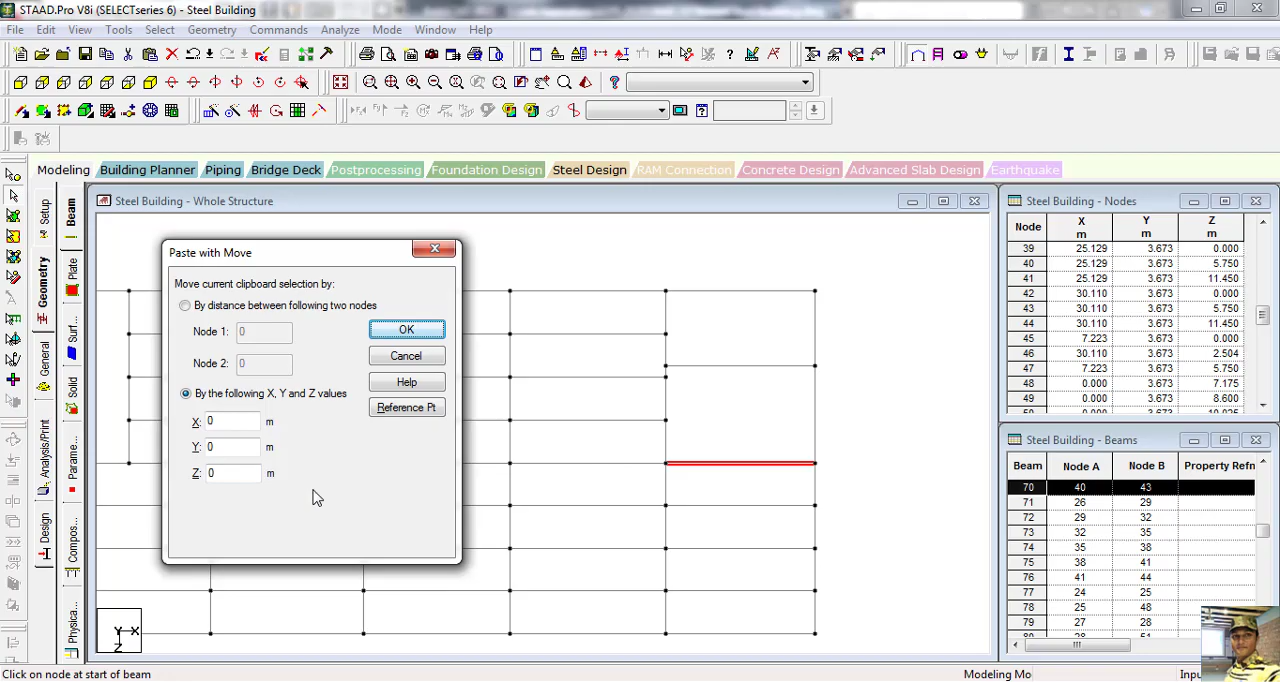 STAAD.Pro V8i (SELECTseries 6) - Steel Building
File Edit View Tools Select Geometry Commands Analyze Mode Window Help
Modeling Building Planner Piping Bridge Deck Postprocessing Foundation Design Steel Design RAM Connection Concrete Design Advanced Slab Design Earthquake
Setup
Geometry
General
Analysis/Print
Design
Beam
Plate
Surf...
Solid
Parame...
Compos...
Physica...
Steel Building - Whole Structure
Paste with Move
Move current clipboard selection by:
By distance between following two nodes
Node 1: 0
OK
Node 2: 0
Cancel
Help
By the following X, Y and Z values
Reference Pt
X: 0 m
Y: 0 m
Z: 0 m
Y X
Z
Steel Building - Nodes
Node X m Y m Z m
39 25.129 3.673 0.000
40 25.129 3.673 5.750
41 25.129 3.673 11.450
42 30.110 3.673 0.000
43 30.110 3.673 5.750
44 30.110 3.673 11.450
45 7.223 3.673 0.000
46 30.110 3.673 2.504
47 7.223 3.673 5.750
48 0.000 3.673 7.175
49 0.000 3.673 8.600
Steel Building - Beams
Beam Node A Node B Property Refn
70 40 43
71 26 29
72 29 32
73 32 35
74 35 38
75 38 41
76 41 44
77 24 25
78 25 48
79 27 28
80 28 51
Click on node at start of beam
Modeling Mo
Inpu